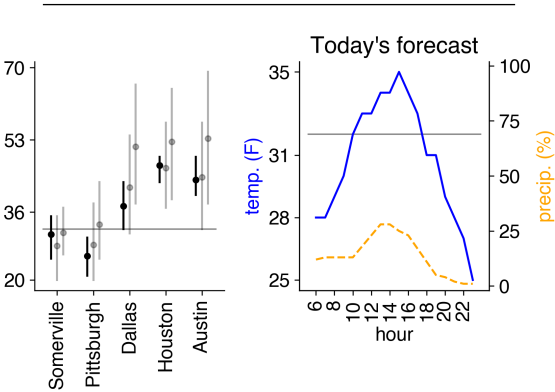 Today's forecast
70
53
36
20
Somerville
Pittsburgh
Dallas
Houston
Austin
temp. (F)
35
31
28
25
100
75
50
25
0
precip. (%)
6
8
10
12
14
16
18
20
22
hour